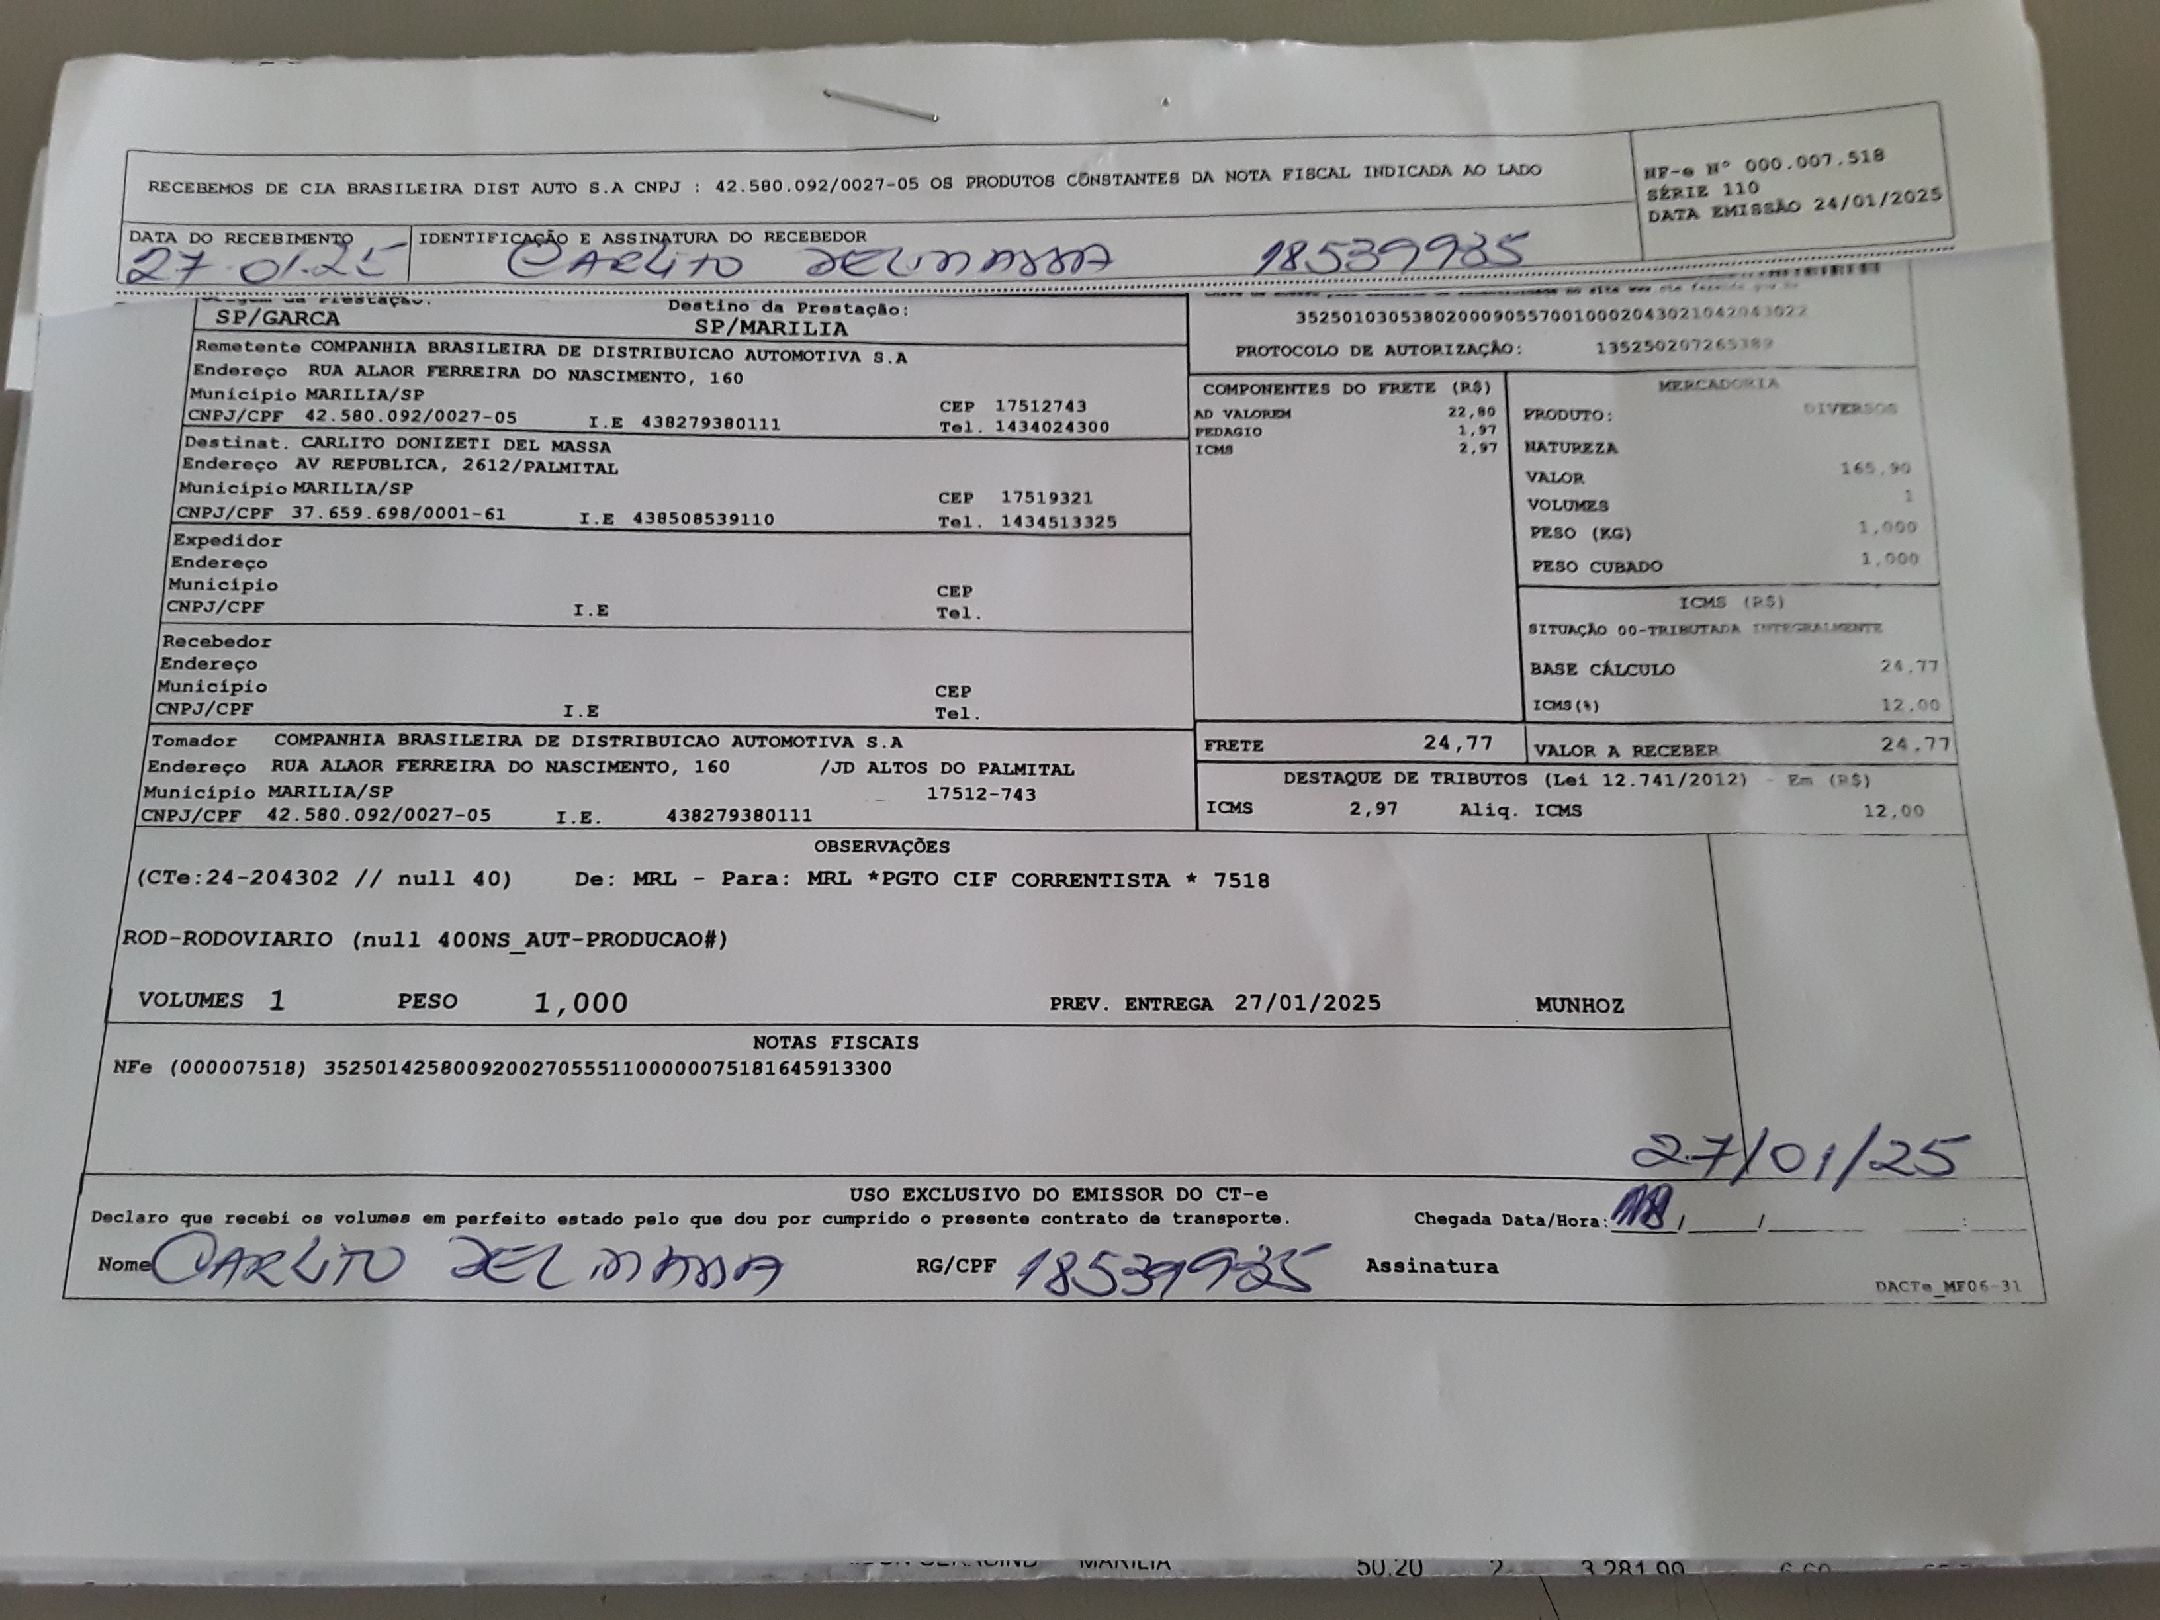 RECEBEMOS DE CIA BRASILEIRA DIST AUTO S.A CNPJ : 42.580.092/0027-05 OS PRODUTOS CONSTANTES DA NOTA FISCAL INDICADA AO LADO
NF-e Nº 000.007.518
SÉRIE 110
DATA EMISSÃO 24/01/2025
DATA DO RECEBIMENTO
27.01.25
IDENTIFICAÇÃO E ASSINATURA DO RECEBEDOR
CARLITO DELMASSA 18539935
Prestação:
Destino da Prestação:
SP/GARCA SP/MARILIA
35250103053802000905570010002043021042043022
PROTOCOLO DE AUTORIZAÇÃO: 135250207265389
Remetente COMPANHIA BRASILEIRA DE DISTRIBUICAO AUTOMOTIVA S.A
Endereço RUA ALAOR FERREIRA DO NASCIMENTO, 160
Município MARILIA/SP CEP 17512743
CNPJ/CPF 42.580.092/0027-05 I.E 438279380111 Tel. 1434024300
Destinat. CARLITO DONIZETI DEL MASSA
Endereço AV REPUBLICA, 2612/PALMITAL
Município MARILIA/SP CEP 17519321
CNPJ/CPF 37.659.698/0001-61 I.E 438508539110 Tel. 1434513325
Expedidor
Endereço
Município CEP
CNPJ/CPF I.E Tel.
Recebedor
Endereço
Município CEP
CNPJ/CPF I.E Tel.
Tomador COMPANHIA BRASILEIRA DE DISTRIBUICAO AUTOMOTIVA S.A
Endereço RUA ALAOR FERREIRA DO NASCIMENTO, 160 /JD ALTOS DO PALMITAL
Município MARILIA/SP 17512-743
CNPJ/CPF 42.580.092/0027-05 I.E. 438279380111
COMPONENTES DO FRETE (R$)
AD VALOREM 22,80
PEDAGIO 1,97
ICMS 2,97
MERCADORIA
PRODUTO: DIVERSOS
NATUREZA
VALOR 165,90
VOLUMES 1
PESO (KG) 1,000
PESO CUBADO 1,000
ICMS (R$)
SITUAÇÃO 00-TRIBUTADA INTEGRALMENTE
BASE CÁLCULO 24,77
ICMS(%) 12,00
FRETE 24,77 VALOR A RECEBER 24,77
DESTAQUE DE TRIBUTOS (Lei 12.741/2012) - Em (R$)
ICMS 2,97 Aliq. ICMS 12,00
OBSERVAÇÕES
(CTe:24-204302 // null 40) De: MRL - Para: MRL *PGTO CIF CORRENTISTA * 7518
ROD-RODOVIARIO (null 400NS_AUT-PRODUCAO#)
VOLUMES 1 PESO 1,000 PREV. ENTREGA 27/01/2025 MUNHOZ
NOTAS FISCAIS
NFe (000007518) 35250142580092002705551100000075181645913300
27/01/25
USO EXCLUSIVO DO EMISSOR DO CT-e
Declaro que recebi os volumes em perfeito estado pelo que dou por cumprido o presente contrato de transporte. Chegada Data/Hora: / / :
Nome CARLITO DELMASSA RG/CPF 18539935 Assinatura
DACTe_MF06-31
MARILIA 50.20 2 3.281,99